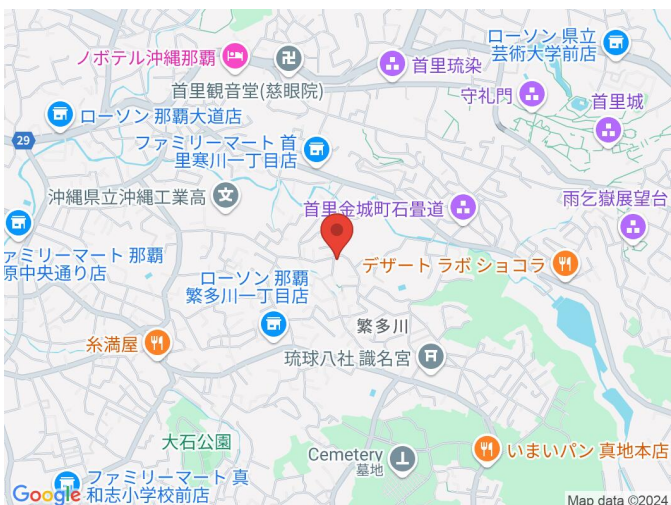 ローソン 県立
芸術大学前店
ノボテル沖縄那覇
首里観音堂(慈眼院)
首里琉染
守礼門
首里城
ローソン 那覇大道店
29
ファミリーマート 首
里寒川一丁目店
沖縄県立沖縄工業高
首里金城町石畳道
雨乞嶽展望台
ファミリーマート 那覇
原中央通り店
デザート ラボ ショコラ
ローソン 那覇
繁多川一丁目店
繁多川
糸満屋
琉球八社 識名宮
大石公園
Cemetery
墓地
いまいパン 真地本店
ファミリーマート 真
和志小学校前店
Google
Map data ©2024